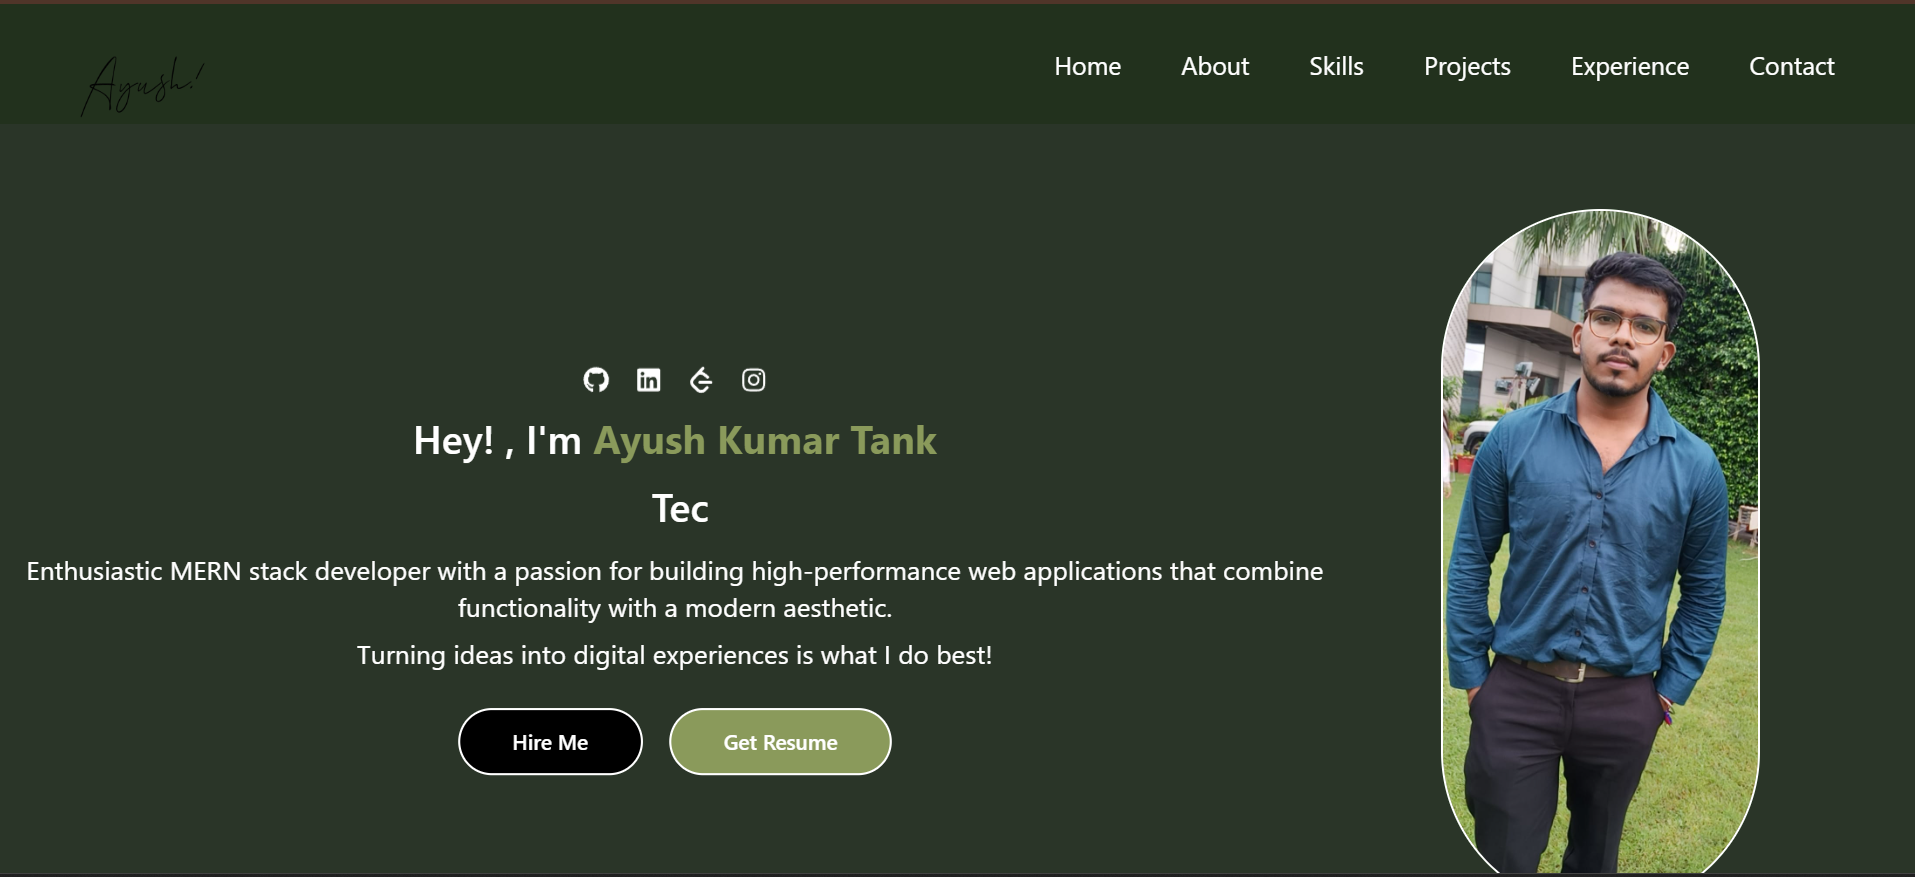 Ayush!
Home About Skills Projects Experience Contact
Hey! , I'm Ayush Kumar Tank
Tec
Enthusiastic MERN stack developer with a passion for building high-performance web applications that combine
functionality with a modern aesthetic.
Turning ideas into digital experiences is what I do best!
Hire Me Get Resume